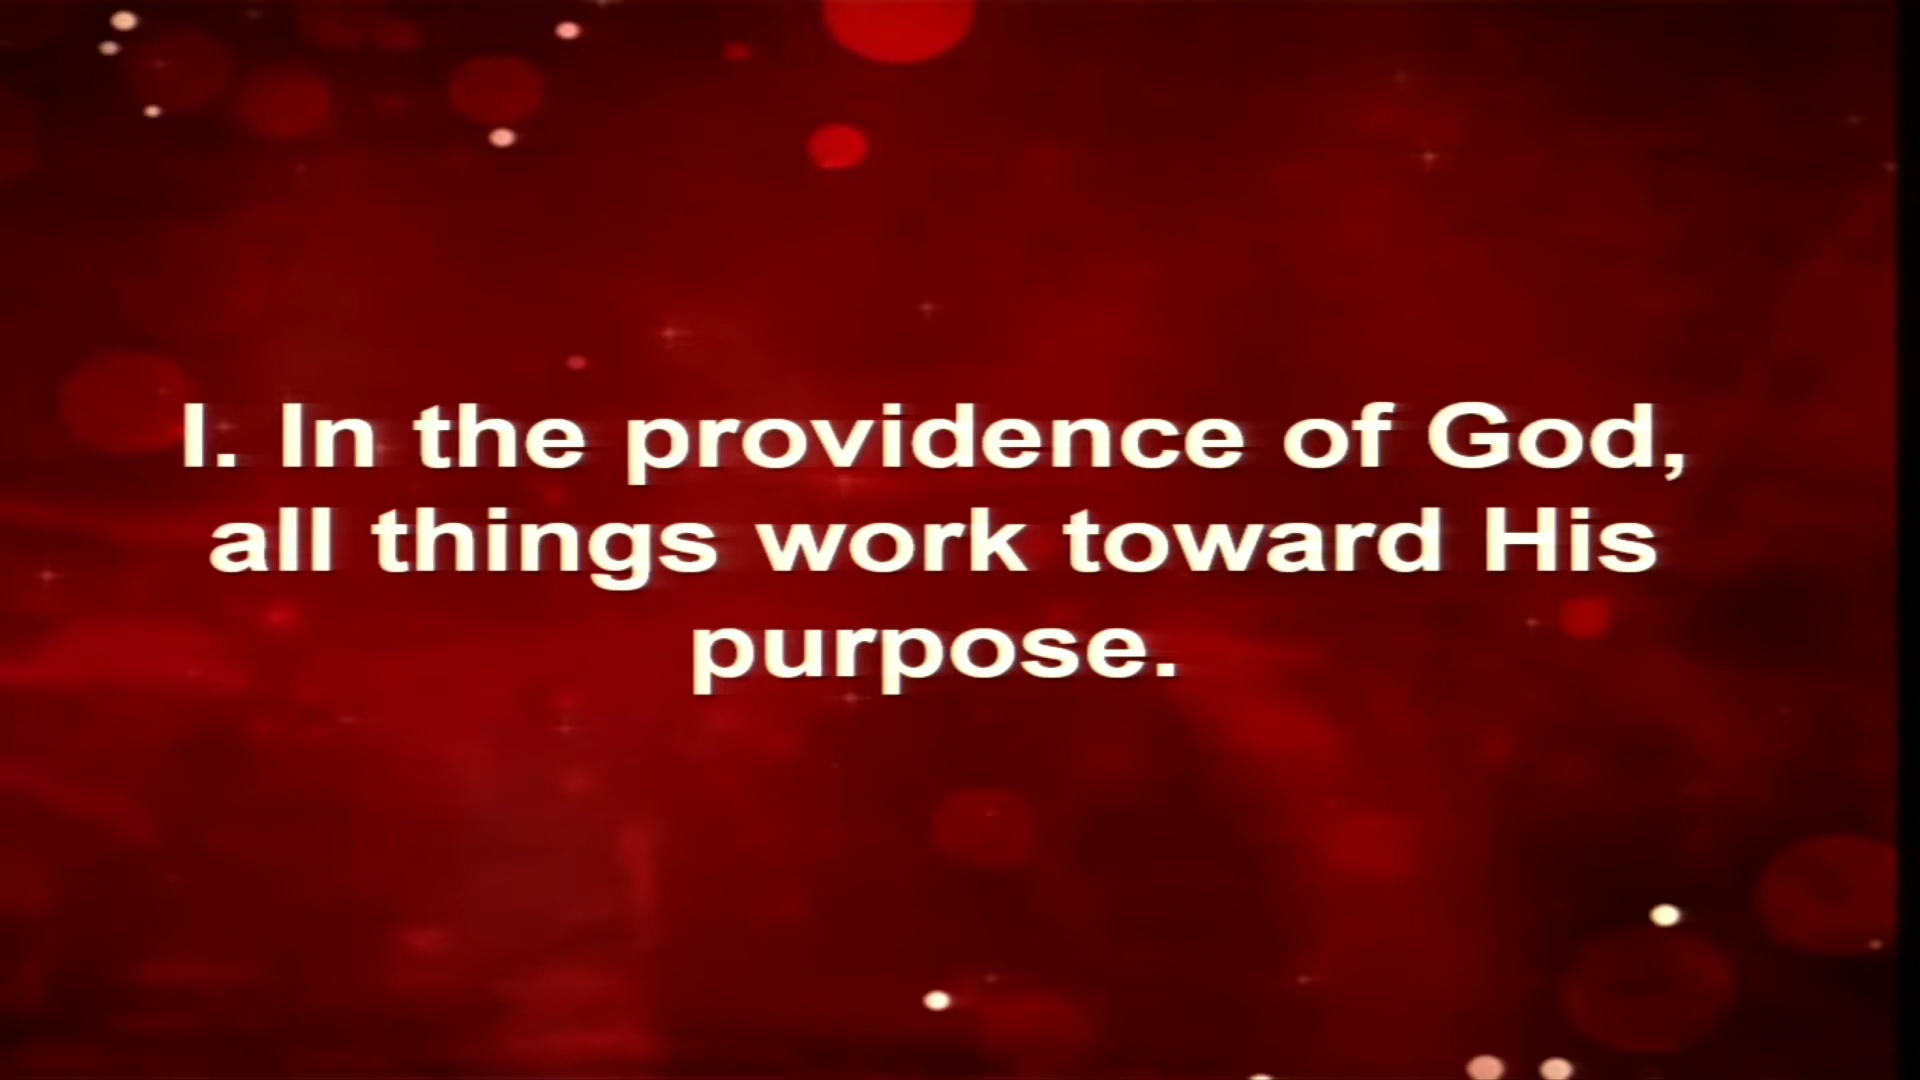 I. In the providence of God,
all things work toward His
purpose.